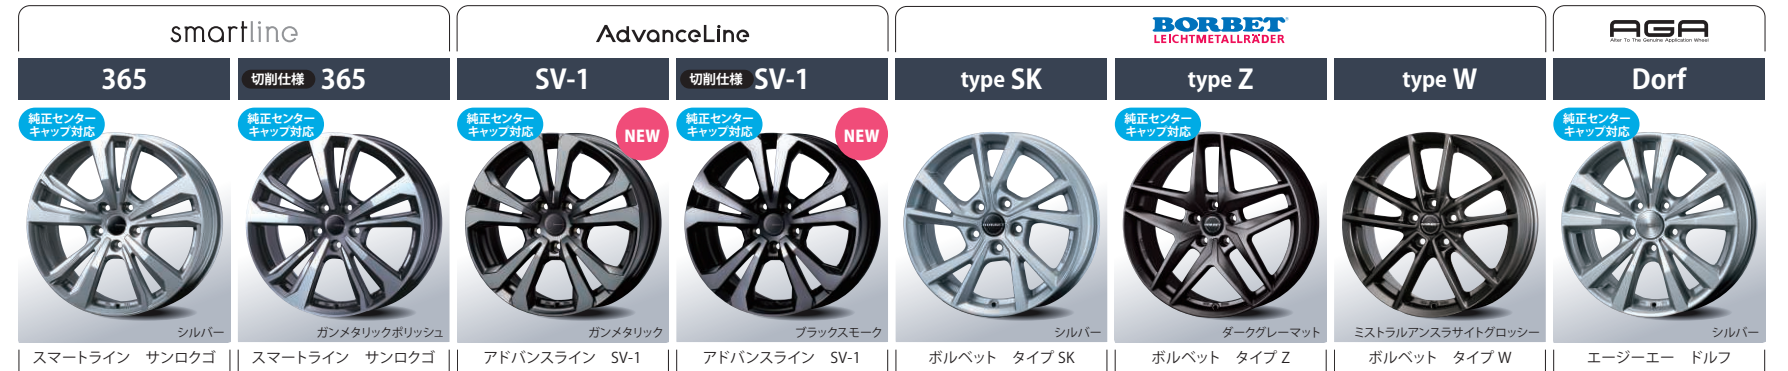 smartline
AdvanceLine
BORBET
LEICHTMETALLRÄDER
AGA
Alter To The Genuine Application Wheel
365
切削仕様 365
SV-1
切削仕様 SV-1
type SK
type Z
type W
Dorf
純正センター
キャップ対応
シルバー
スマートライン サンロクゴ
純正センター
キャップ対応
ガンメタリックポリッシュ
スマートライン サンロクゴ
純正センター
キャップ対応
NEW
ガンメタリック
アドバンスライン SV-1
純正センター
キャップ対応
NEW
ブラックスモーク
アドバンスライン SV-1
BORBET
シルバー
ボルベット タイプ SK
純正センター
キャップ対応
BORBET
ダークグレーマット
ボルベット タイプ Z
BORBET
ミストラルアンスラサイトグロッシー
ボルベット タイプ W
純正センター
キャップ対応
シルバー
エージーエー ドルフ